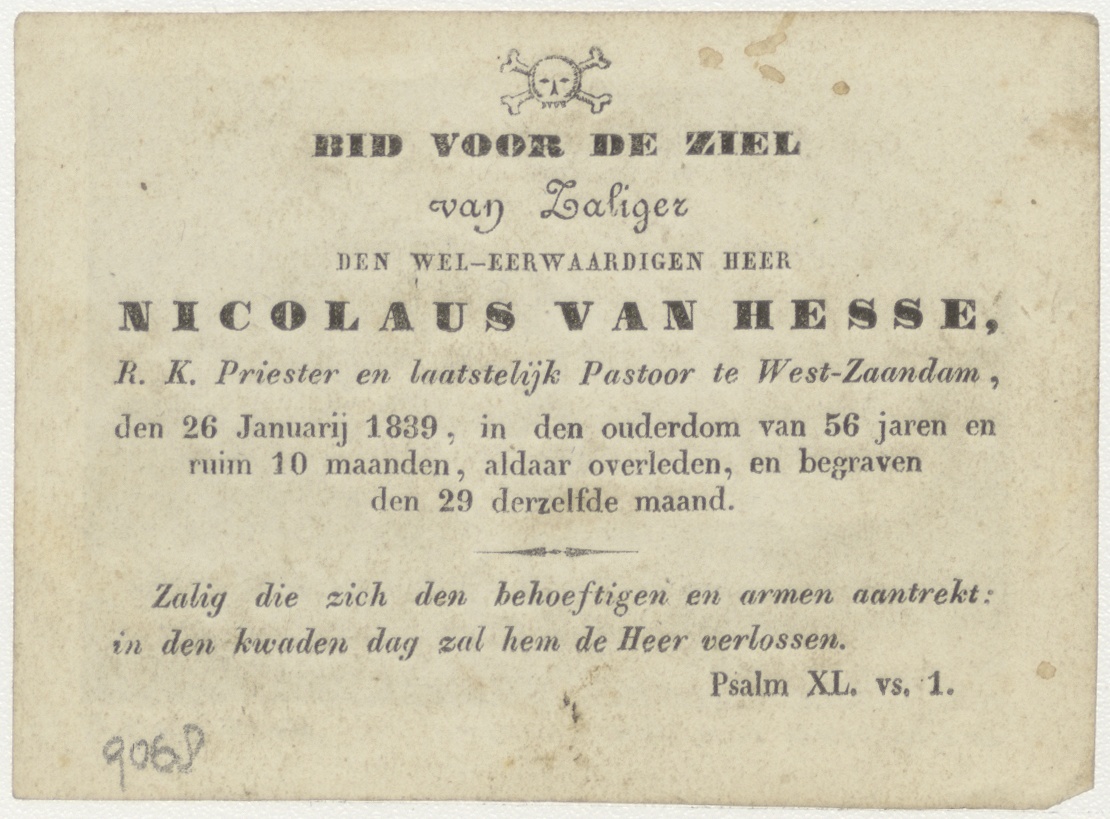 BID VOOR DE ZIEL
van Zaliger
DEN WEL-EERWAARDIGEN HEER
NICOLAUS VAN HESSE,
R. K. Priester en laatstelijk Pastoor te West-Zaandam,
den 26 Januarij 1839, in den ouderdom van 56 jaren en
ruim 10 maanden, aldaar overleden, en begraven
den 29 derzelfde maand.
Zalig die zich den behoeftigen en armen aantrekt:
in den kwaden dag zal hem de Heer verlossen.
Psalm XL. vs. 1.